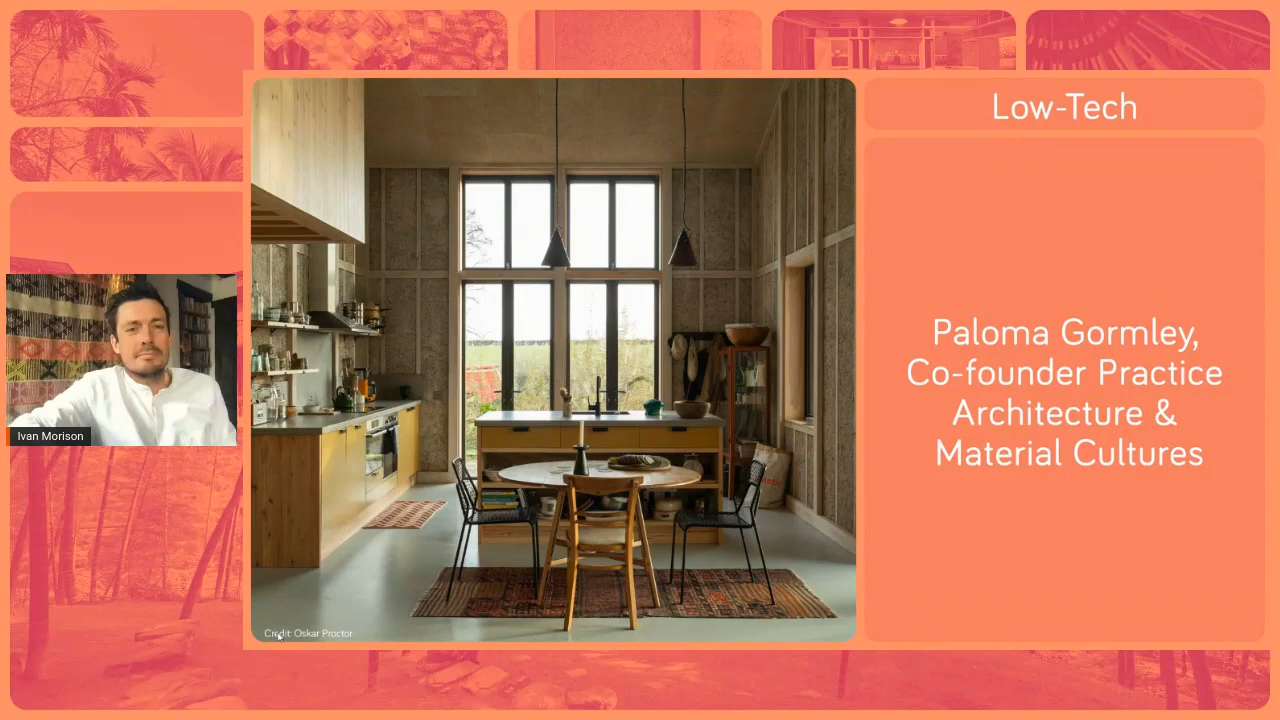 Low-Tech
Ivan Morison
Paloma Gormley,
Co-founder Practice
Architecture &
Material Cultures
Credit: Oskar Proctor